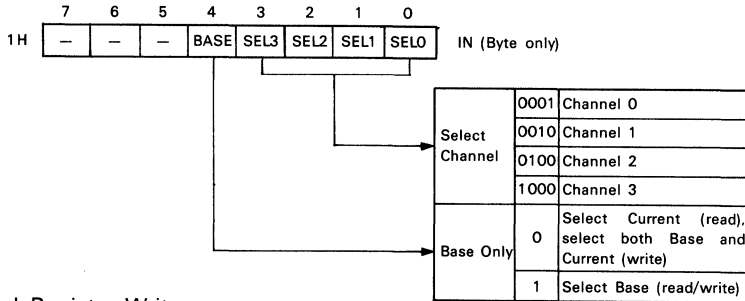 7 6 5 4 3 2 1 0
1H — — — BASE SEL3 SEL2 SEL1 SEL0 IN (Byte only)
Select Channel
0001 Channel 0
0010 Channel 1
0100 Channel 2
1000 Channel 3
Base Only
0 Select Current (read),
select both Base and
Current (write)
1 Select Base (read/write)